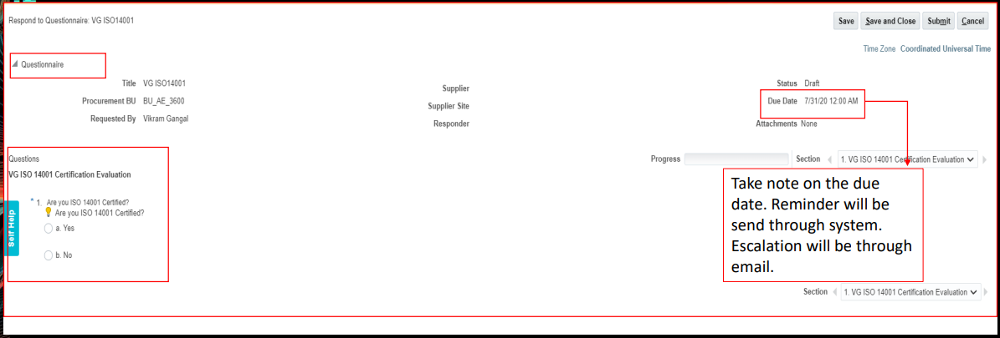 Respond to Questionnaire: VG ISO14001
Save Save and Close Submit Cancel
Time Zone Coordinated Universal Time
Questionnaire
Title VG ISO14001
Procurement BU BU_AE_3600
Requested By Vikram Gangal
Supplier
Supplier Site
Responder
Status Draft
Due Date 7/31/20 12:00 AM
Attachments None
Questions
Progress
Section 1. VG ISO 14001 Certification Evaluation
VG ISO 14001 Certification Evaluation
* 1. Are you ISO 14001 Certified?
Are you ISO 14001 Certified?
a. Yes
b. No
Self Help
Take note on the due
date. Reminder will be
send through system.
Escalation will be through
email.
Section 1. VG ISO 14001 Certification Evaluation